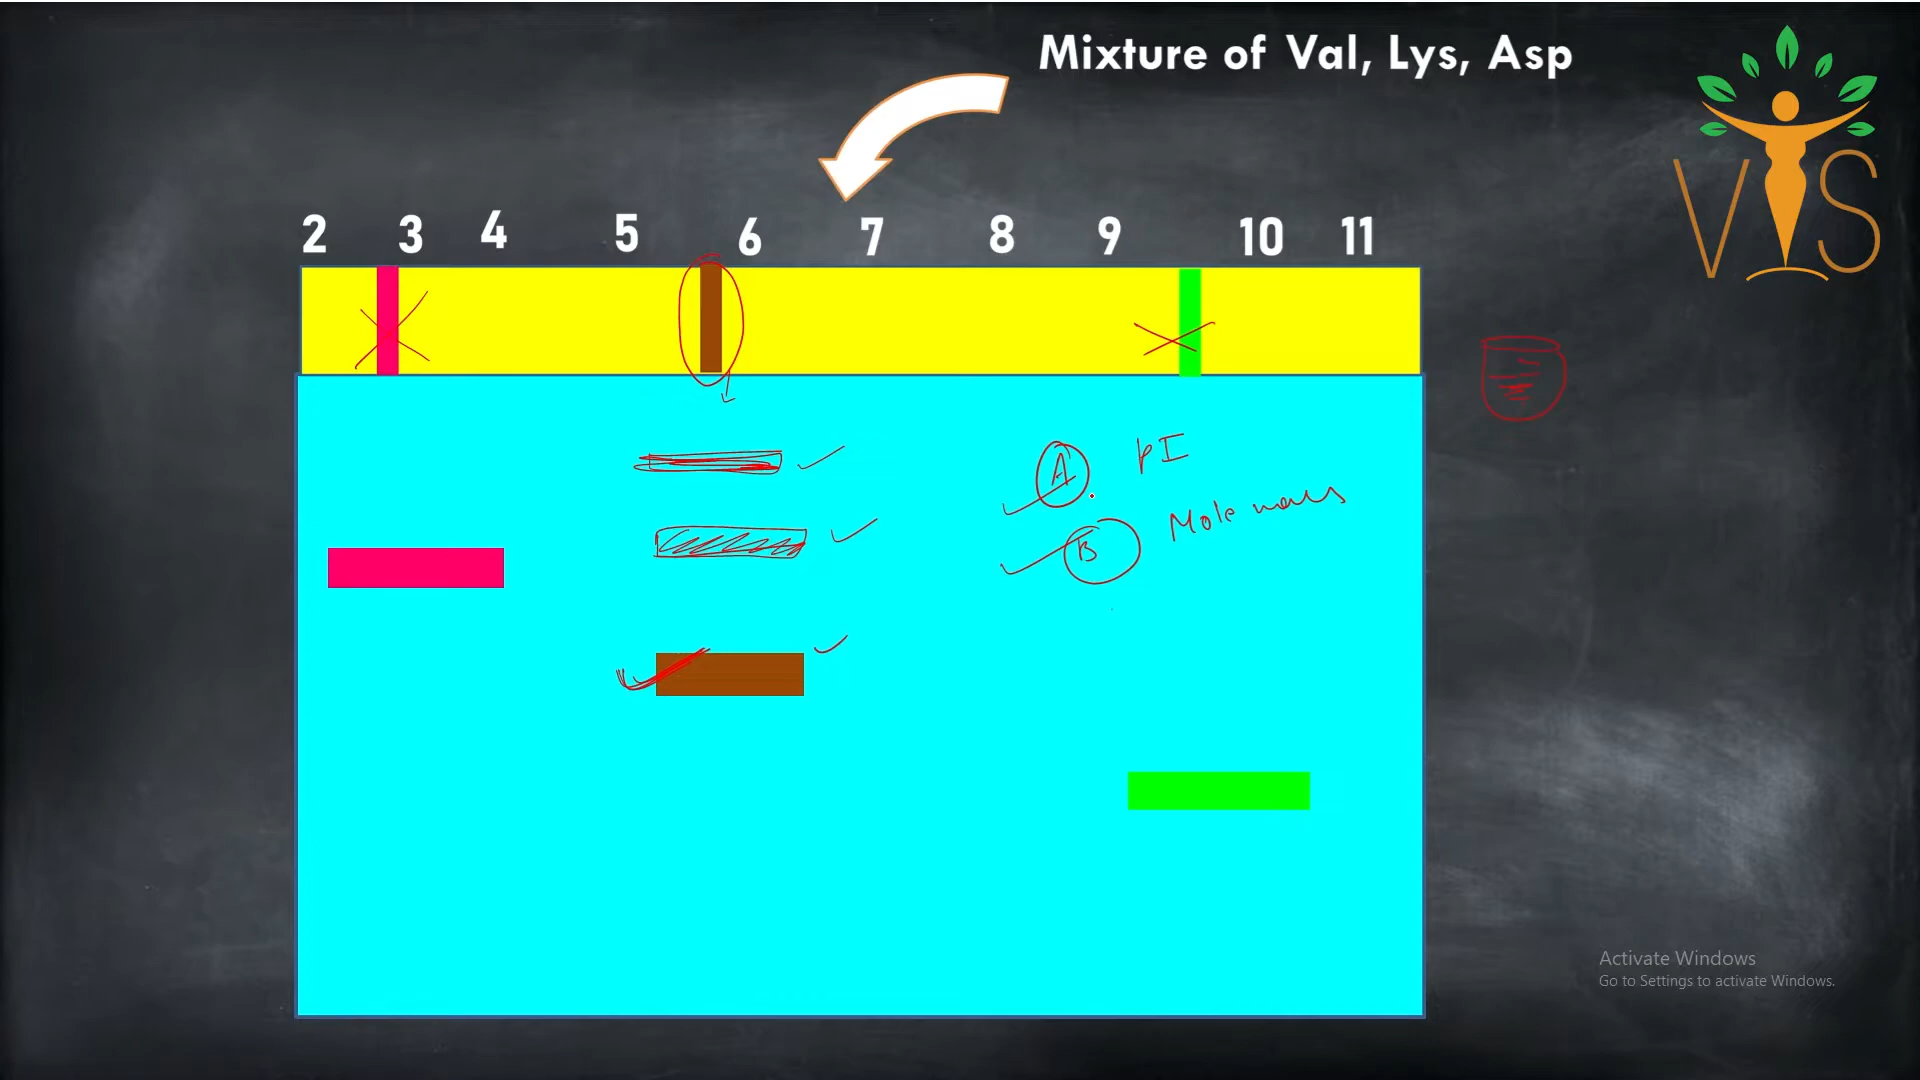 Mixture of Val, Lys, Asp
2 3 4 5 6 7 8 9 10 11
A pI
B Mole mass
VIS
Activate Windows
Go to Settings to activate Windows.